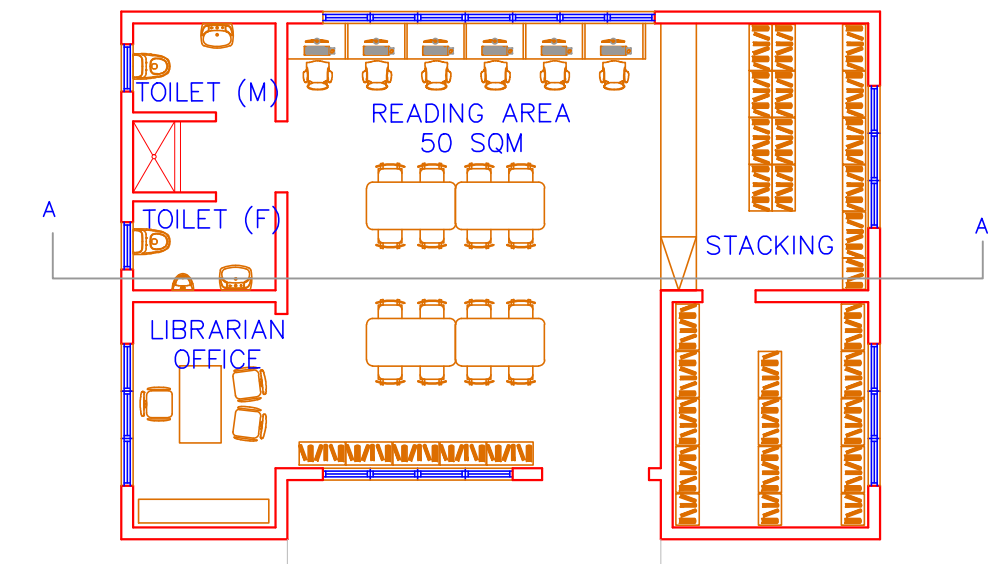 TOILET (M)
READING AREA
50 SQM
A
TOILET (F)
A
STACKING
LIBRARIAN
OFFICE